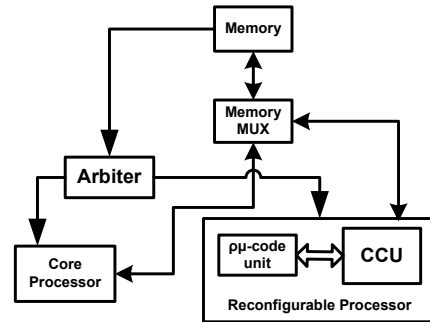 Memory
Memory
MUX
Arbiter
Core
Processor
ρμ-code
unit
CCU
Reconfigurable Processor